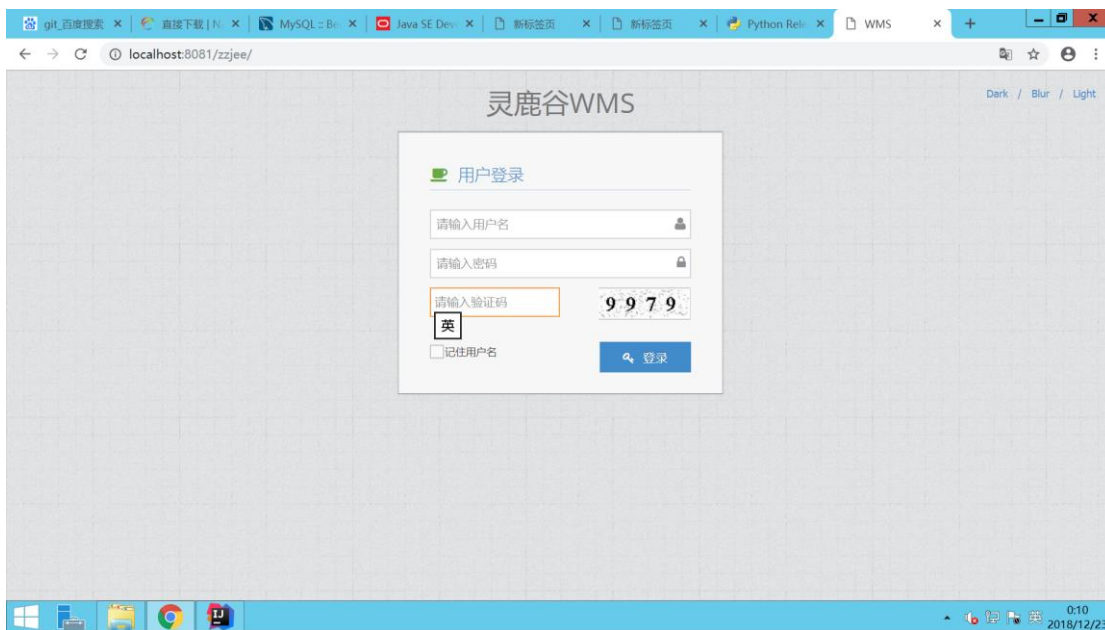 git_百度搜索
直接下载 | N
MySQL :: Be
Java SE Dev
新标签页
新标签页
Python Rele
WMS
localhost:8081/zzjee/
灵鹿谷WMS
Dark / Blur / Light
用户登录
请输入用户名
请输入密码
请输入验证码
9979
英
记住用户名
登录
英
0:10
2018/12/23